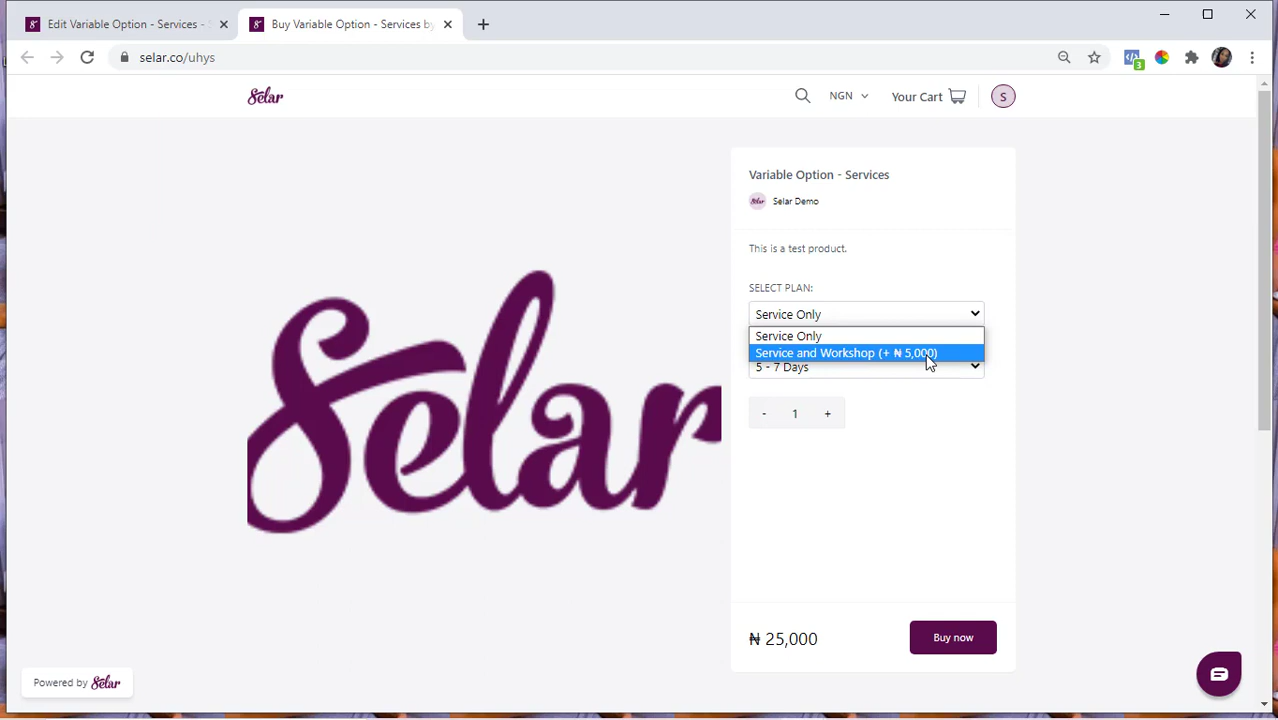 Edit Variable Option - Services -
Buy Variable Option - Services by
selar.co/uhys
3
Selar
NGN
Your Cart
S
Variable Option - Services
Selar
Selar Demo
This is a test product.
SELECT PLAN:
Service Only
Service Only
Service and Workshop (+ ₦ 5,000)
5 - 7 Days
- 1 +
Selar
₦ 25,000
Buy now
Powered by Selar